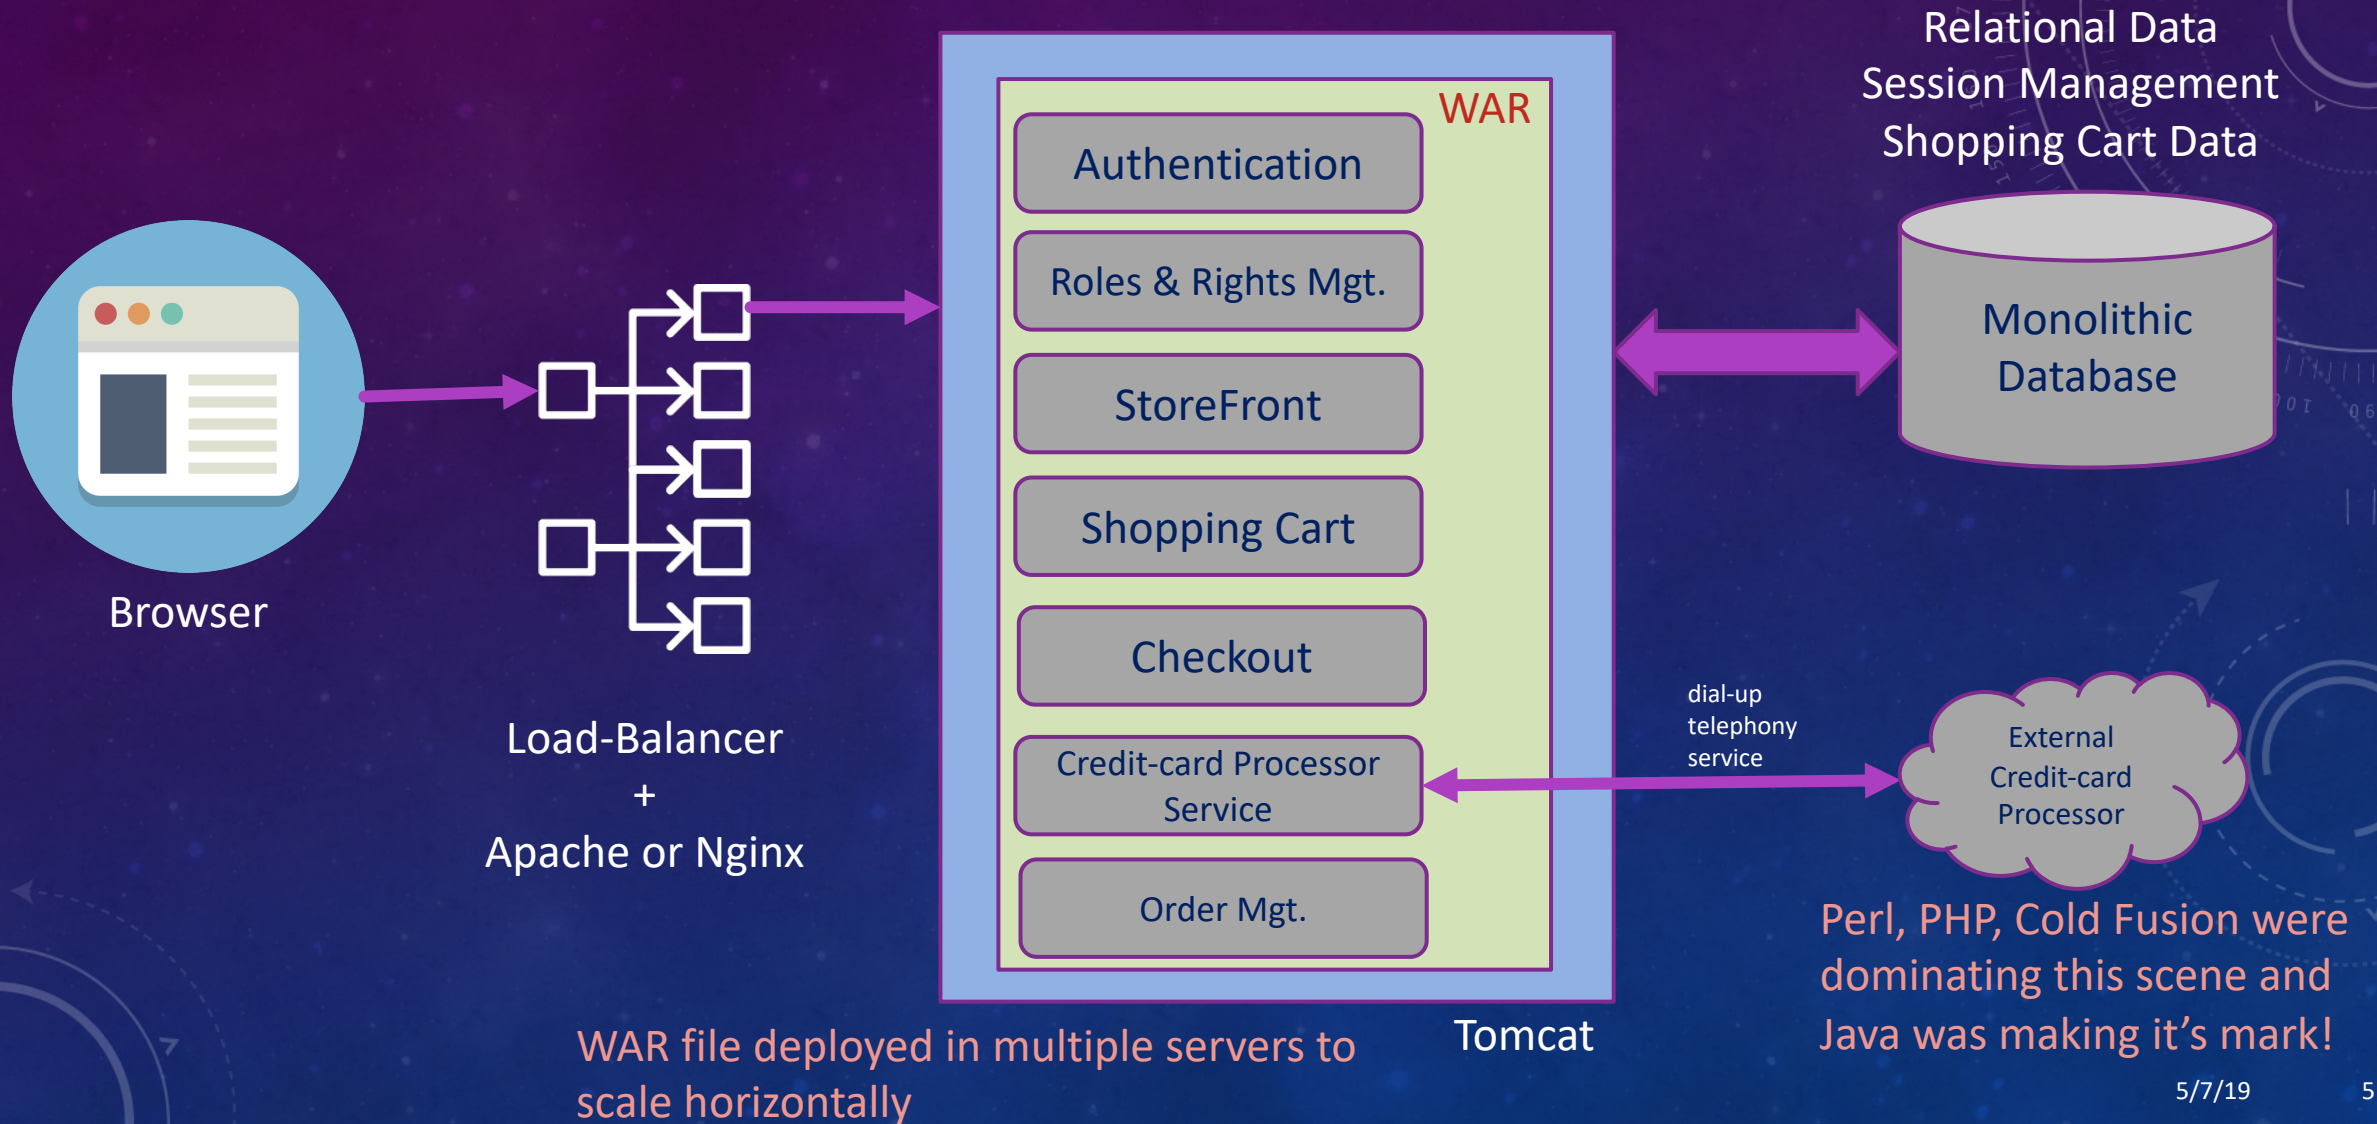 Relational Data
Session Management
Shopping Cart Data
WAR
Authentication
Roles & Rights Mgt.
StoreFront
Shopping Cart
Checkout
Credit-card Processor
Service
Order Mgt.
Monolithic
Database
Browser
Load-Balancer
+
Apache or Nginx
dial-up
telephony
service
External
Credit-card
Processor
Tomcat
WAR file deployed in multiple servers to
scale horizontally
Perl, PHP, Cold Fusion were
dominating this scene and
Java was making it’s mark!
5/7/19
5